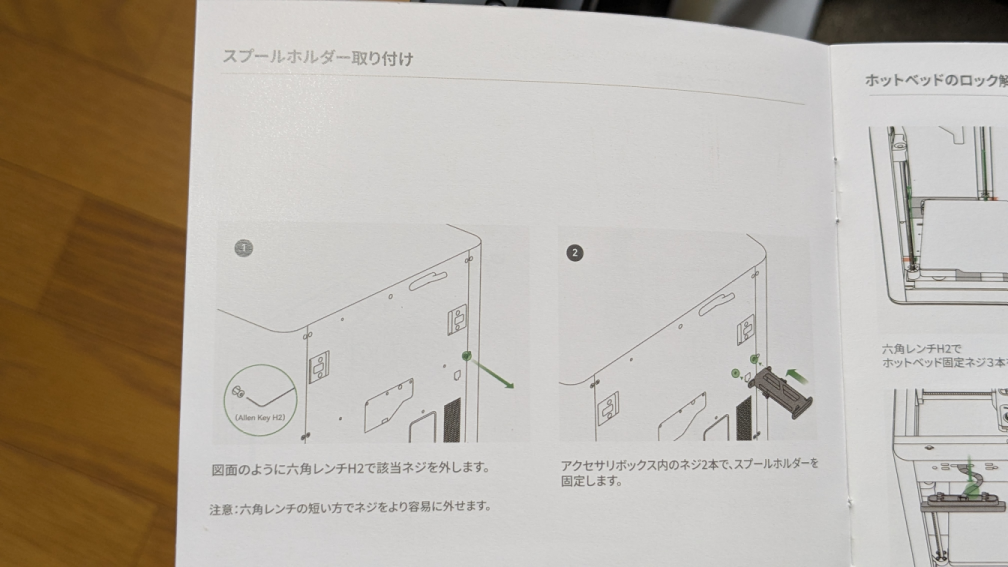 スプールホルダー取り付け
1
(Allen Key H2)
図面のように六角レンチH2で該当ネジを外します。
注意：六角レンチの短い方でネジをより容易に外せます。
2
アクセサリボックス内のネジ2本で、スプールホルダーを
固定します。
ホットベッドのロック解
六角レンチH2で
ホットベッド固定ネジ3本